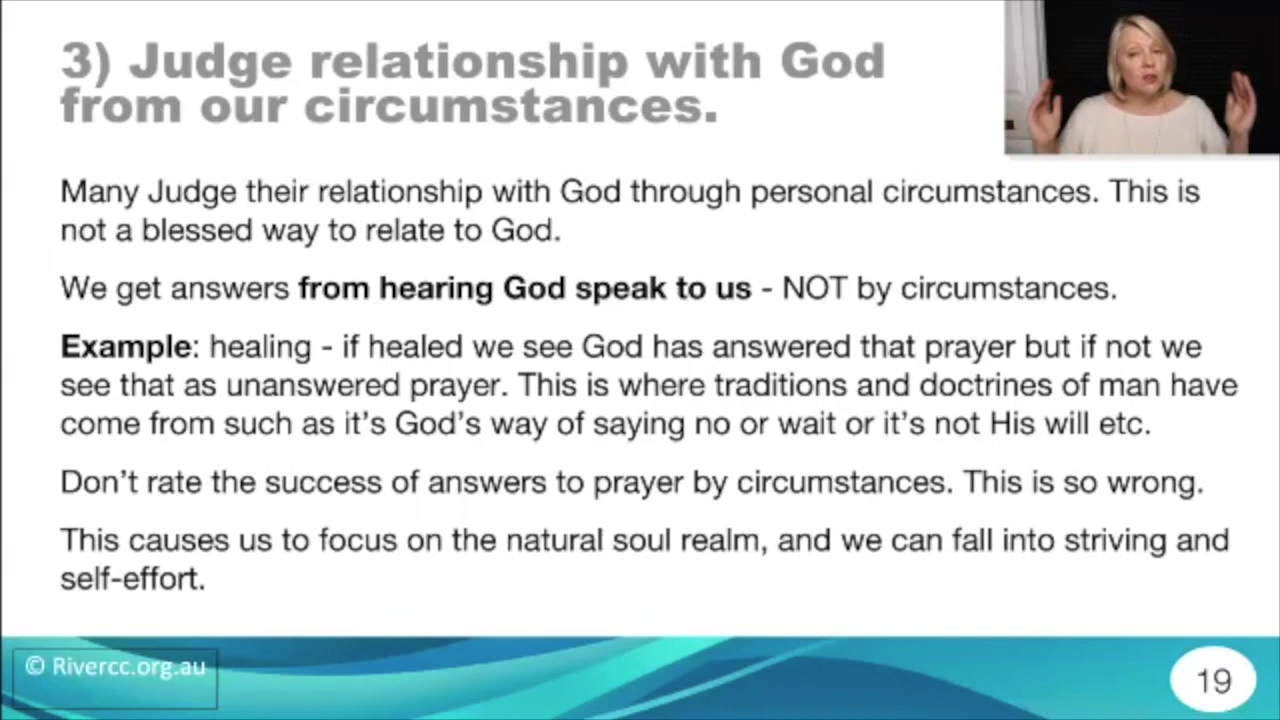 3) Judge relationship with God
from our circumstances.
Many Judge their relationship with God through personal circumstances. This is
not a blessed way to relate to God.
We get answers from hearing God speak to us - NOT by circumstances.
Example: healing - if healed we see God has answered that prayer but if not we
see that as unanswered prayer. This is where traditions and doctrines of man have
come from such as it's God's way of saying no or wait or it's not His will etc.
Don't rate the success of answers to prayer by circumstances. This is so wrong.
This causes us to focus on the natural soul realm, and we can fall into striving and
self-effort.
© Rivercc.org.au
19